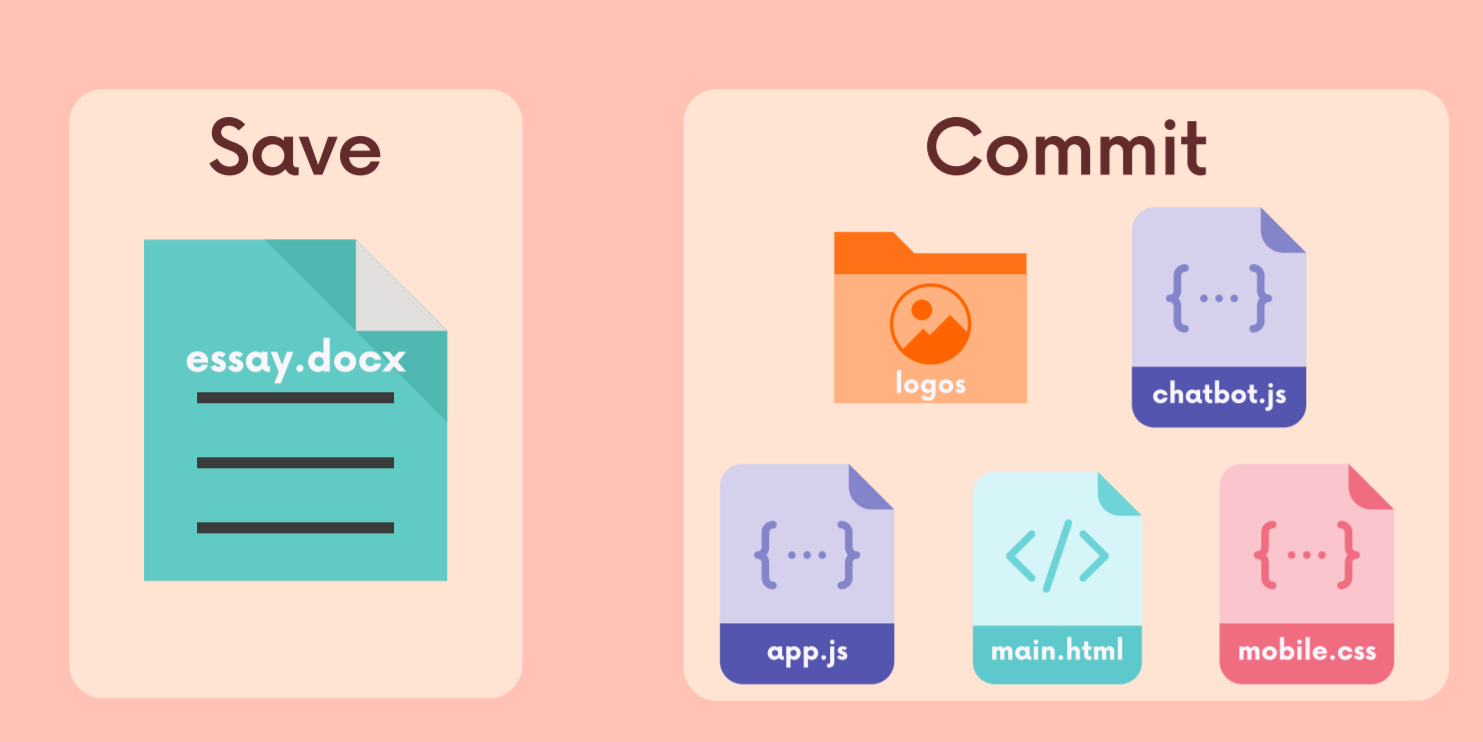 Save
essay.docx
Commit
logos
{...}
chatbot.js
{...}
app.js
</>
main.html
{...}
mobile.css